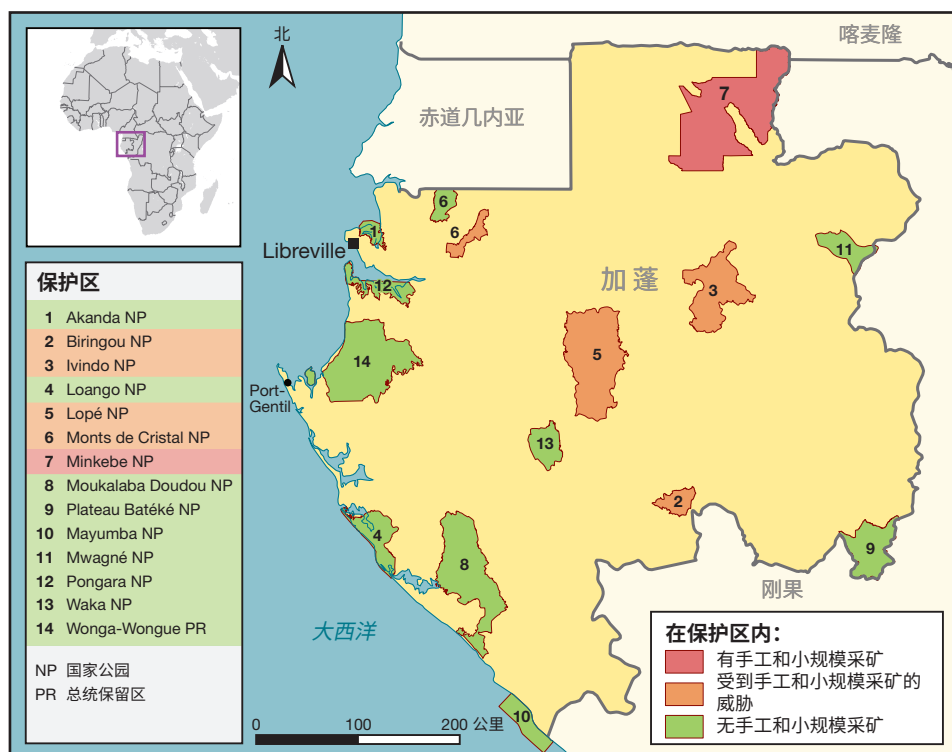 北
喀麦隆
赤道几内亚
7
6
6
1
Libreville
11
加蓬
3
12
14
5
Port-
Gentil
13
2
4
8
9
刚果
大西洋
10
保护区
1 Akanda NP
2 Biringou NP
3 Ivindo NP
4 Loango NP
5 Lopé NP
6 Monts de Cristal NP
7 Minkebe NP
8 Moukalaba Doudou NP
9 Plateau Batéké NP
10 Mayumba NP
11 Mwagné NP
12 Pongara NP
13 Waka NP
14 Wonga-Wongue PR
NP 国家公园
PR 总统保留区
0 100 200 公里
在保护区内：
有手工和小规模采矿
受到手工和小规模采矿的
威胁
无手工和小规模采矿